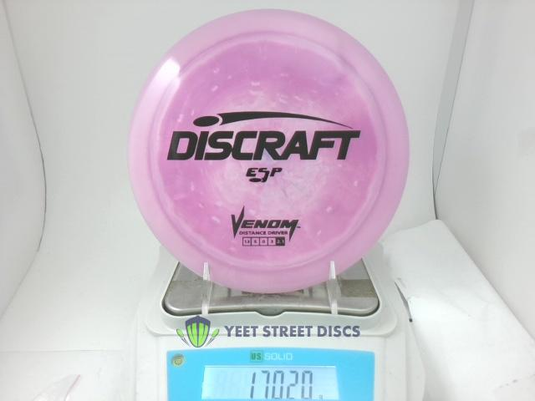 DISCRAFT
ESP
VENOM
DISTANCE DRIVER
YEET STREET DISCS
US SOLID
170.20